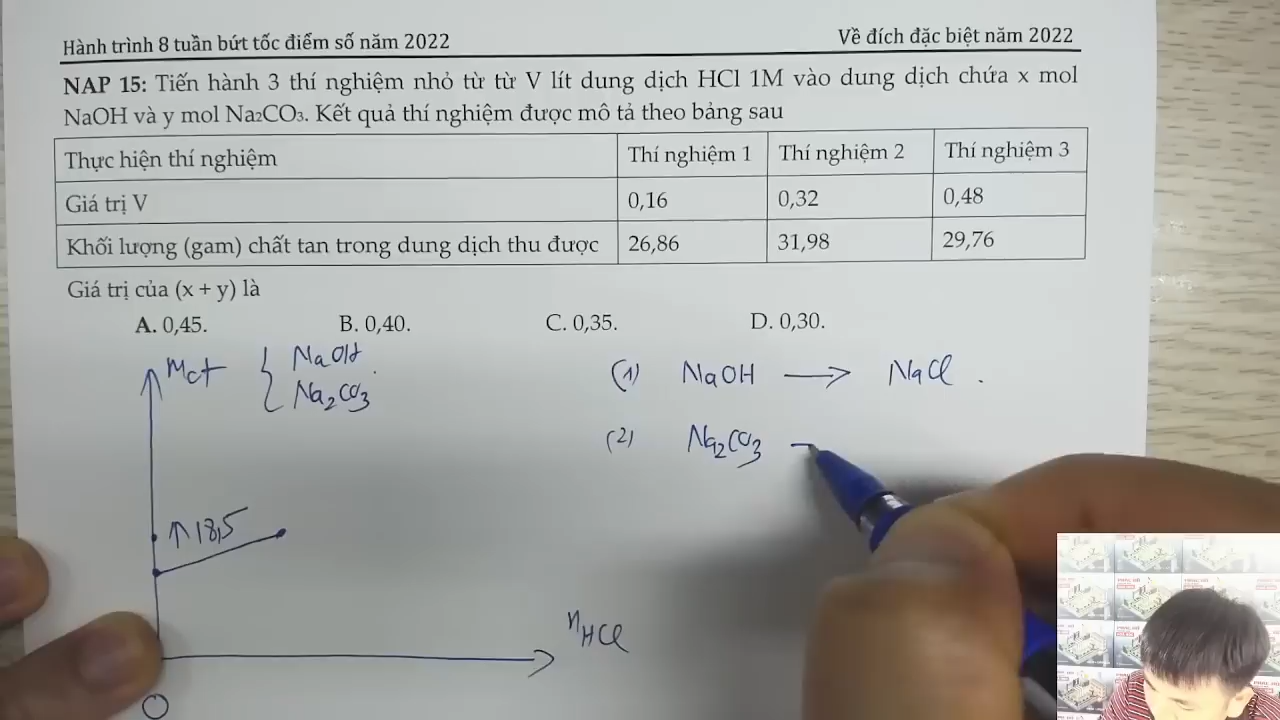 Hành trình 8 tuần bứt tốc điểm số năm 2022
Về đích đặc biệt năm 2022
NAP 15: Tiến hành 3 thí nghiệm nhỏ từ từ V lít dung dịch HCl 1M vào dung dịch chứa x mol
NaOH và y mol Na₂CO₃. Kết quả thí nghiệm được mô tả theo bảng sau
Thực hiện thí nghiệm Thí nghiệm 1 Thí nghiệm 2 Thí nghiệm 3
Giá trị V 0,16 0,32 0,48
Khối lượng (gam) chất tan trong dung dịch thu được 26,86 31,98 29,76
Giá trị của (x + y) là
A. 0,45. B. 0,40. C. 0,35. D. 0,30.
mct { NaOH
Na₂CO₃
(1) NaOH → NaCl .
(2) Na₂CO₃
↑18,5
nHCl
O